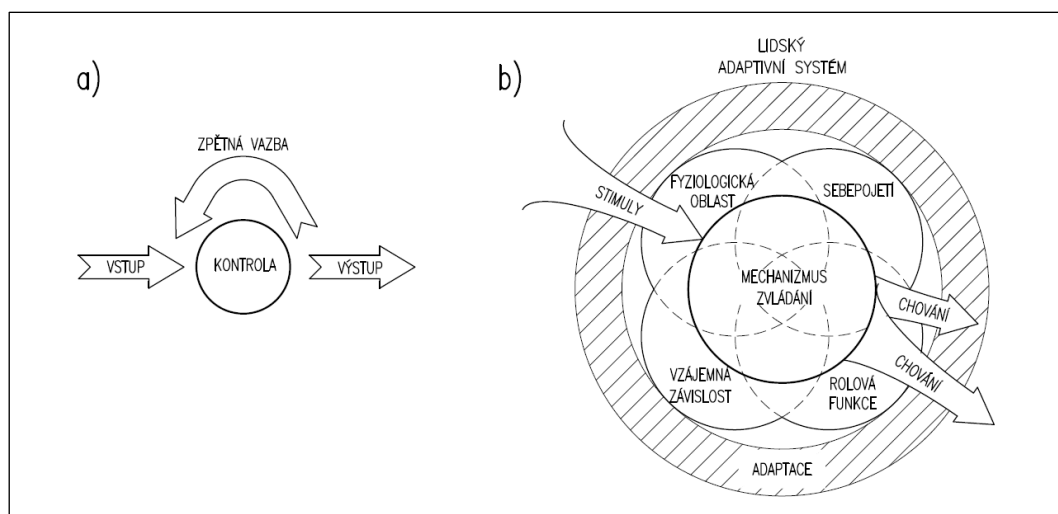 a)
ZPĚTNÁ VAZBA
VSTUP
KONTROLA
VÝSTUP
b)
LIDSKÝ
ADAPTIVNÍ SYSTÉM
STIMULY
FYZIOLOGICKÁ
OBLAST
SEBEPOJETÍ
MECHANIZMUS
ZVLÁDÁNÍ
CHOVÁNÍ
CHOVÁNÍ
VZÁJEMNA
ZÁVISLOST
ROLOVÁ
FUNKCE
ADAPTACE